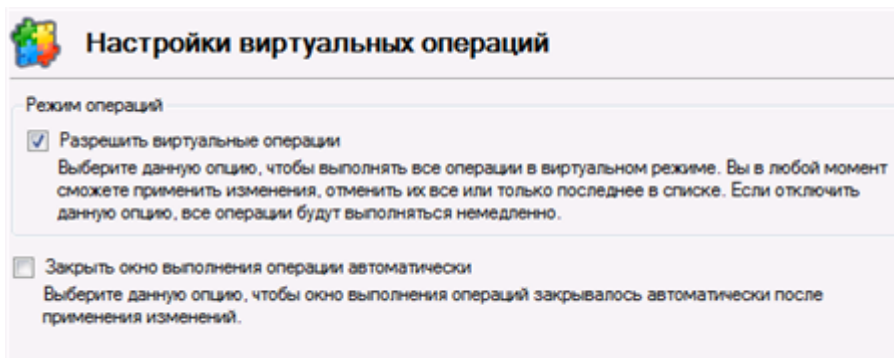 Настройки виртуальных операций
Режим операций
Разрешить виртуальные операции
Выберите данную опцию, чтобы выполнять все операции в виртуальном режиме. Вы в любой момент
сможете применить изменения, отменить их все или только последнее в списке. Если отключить
данную опцию, все операции будут выполняться немедленно.
Закрыть окно выполнения операции автоматически
Выберите данную опцию, чтобы окно выполнения операций закрывалось автоматически после
применения изменений.